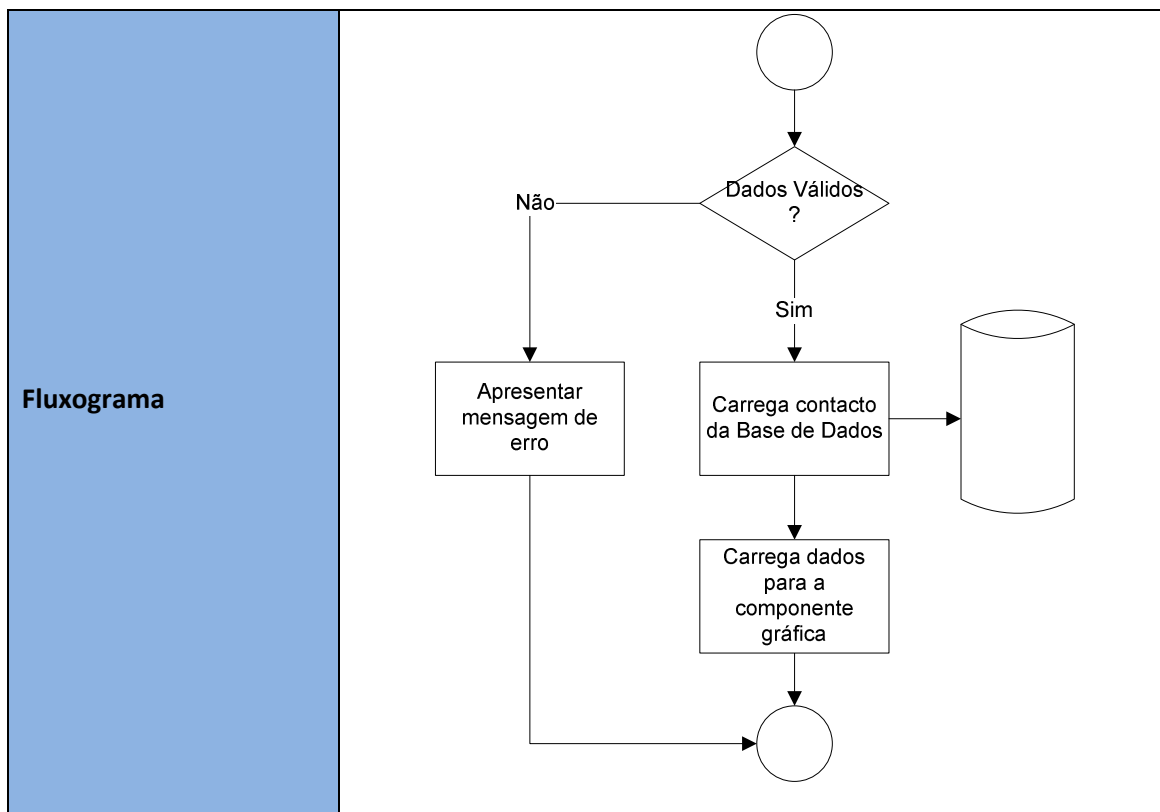 Fluxograma
Dados Válidos
?
Não
Sim
Apresentar
mensagem de
erro
Carrega contacto
da Base de Dados
Carrega dados
para a
componente
gráfica